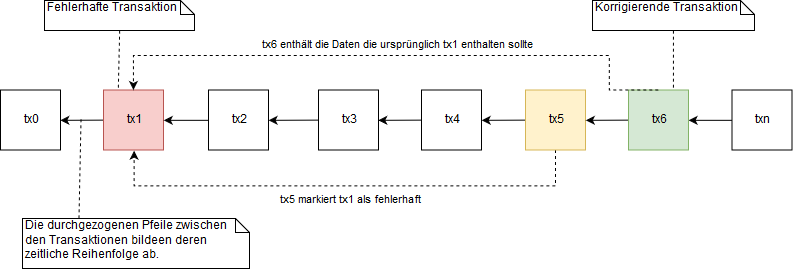 Fehlerhafte Transaktion
Korrigierende Transaktion
tx6 enthält die Daten die ursprünglich tx1 enthalten sollte
tx0
tx1
tx2
tx3
tx4
tx5
tx6
txn
tx5 markiert tx1 als fehlerhaft
Die durchgezogenen Pfeile zwischen
den Transaktionen bildeen deren
zeitliche Reihenfolge ab.